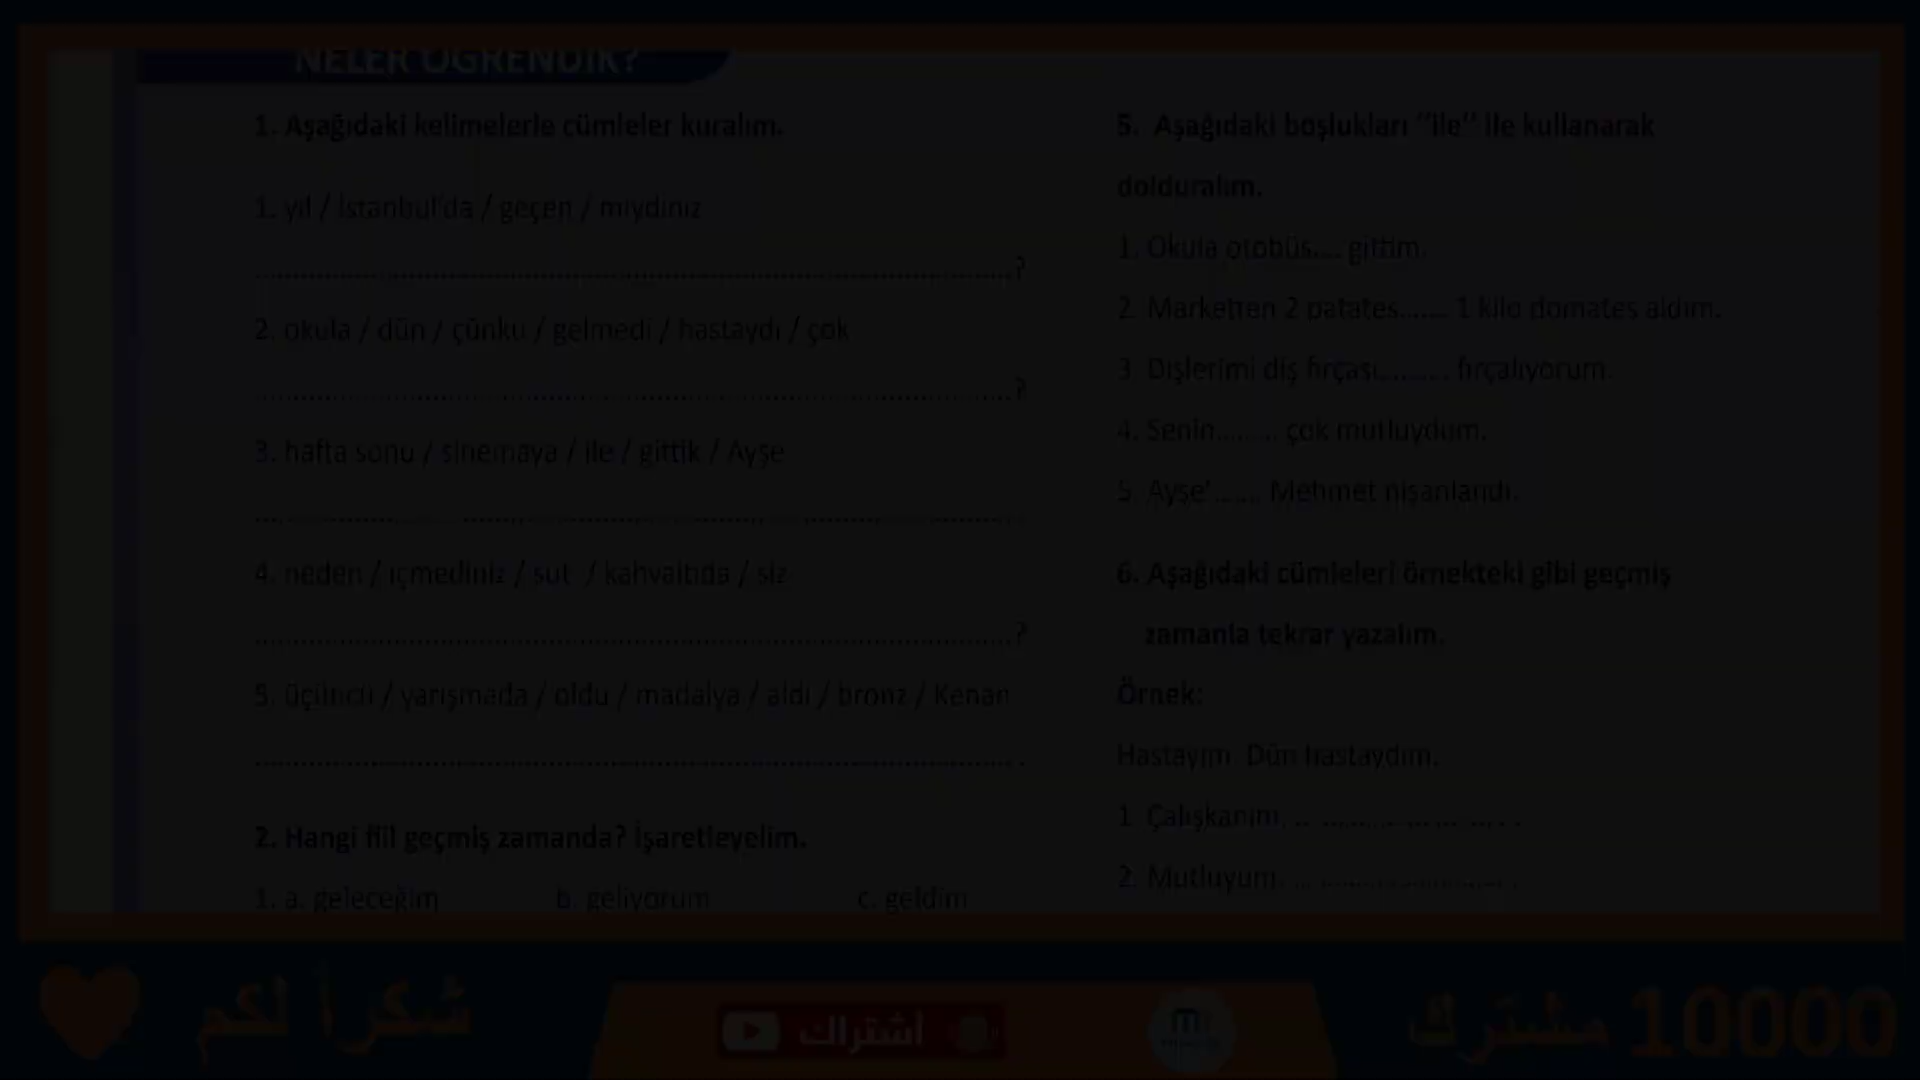 NELER ÖĞRENDİK?
1. Aşağıdaki kelimelerle cümleler kuralım.
1. yıl / İstanbul'da / geçen / mıydınız
?
2. okula / dün / çünku / gelmedi / hastaydı / çok
?
3. hafta sonu / sinemaya / ile / gittik / Ayşe
4. neden / içmediniz / süt / kahvaltıda / siz
?
5. üçüncü / yarışmada / oldu / madalya / aldı / bronz / Kenan
2. Hangi fiil geçmiş zamanda? İşaretleyelim.
1. a. geleceğim b. geliyorum c. geldim
5. Aşağıdaki boşlukları "ile" ile kullanarak
dolduralım.
1. Okula otobüs.... gittim.
2. Marketten 2 patates...... 1 kilo domates aldım.
3. Dişlerimi diş fırçası.......... fırçalıyorum.
4. Senin......... çok mutluydum.
5. Ayşe'...... Mehmet nişanlandı.
6. Aşağıdaki cümleleri örnekteki gibi geçmiş
zamanla tekrar yazalım.
Örnek:
Hastayım. Dün hastaydım.
1. Çalışkanım. ........................
2. Mutluyum. ........................
شكراً لكم
أشتراك
10000 مشترك